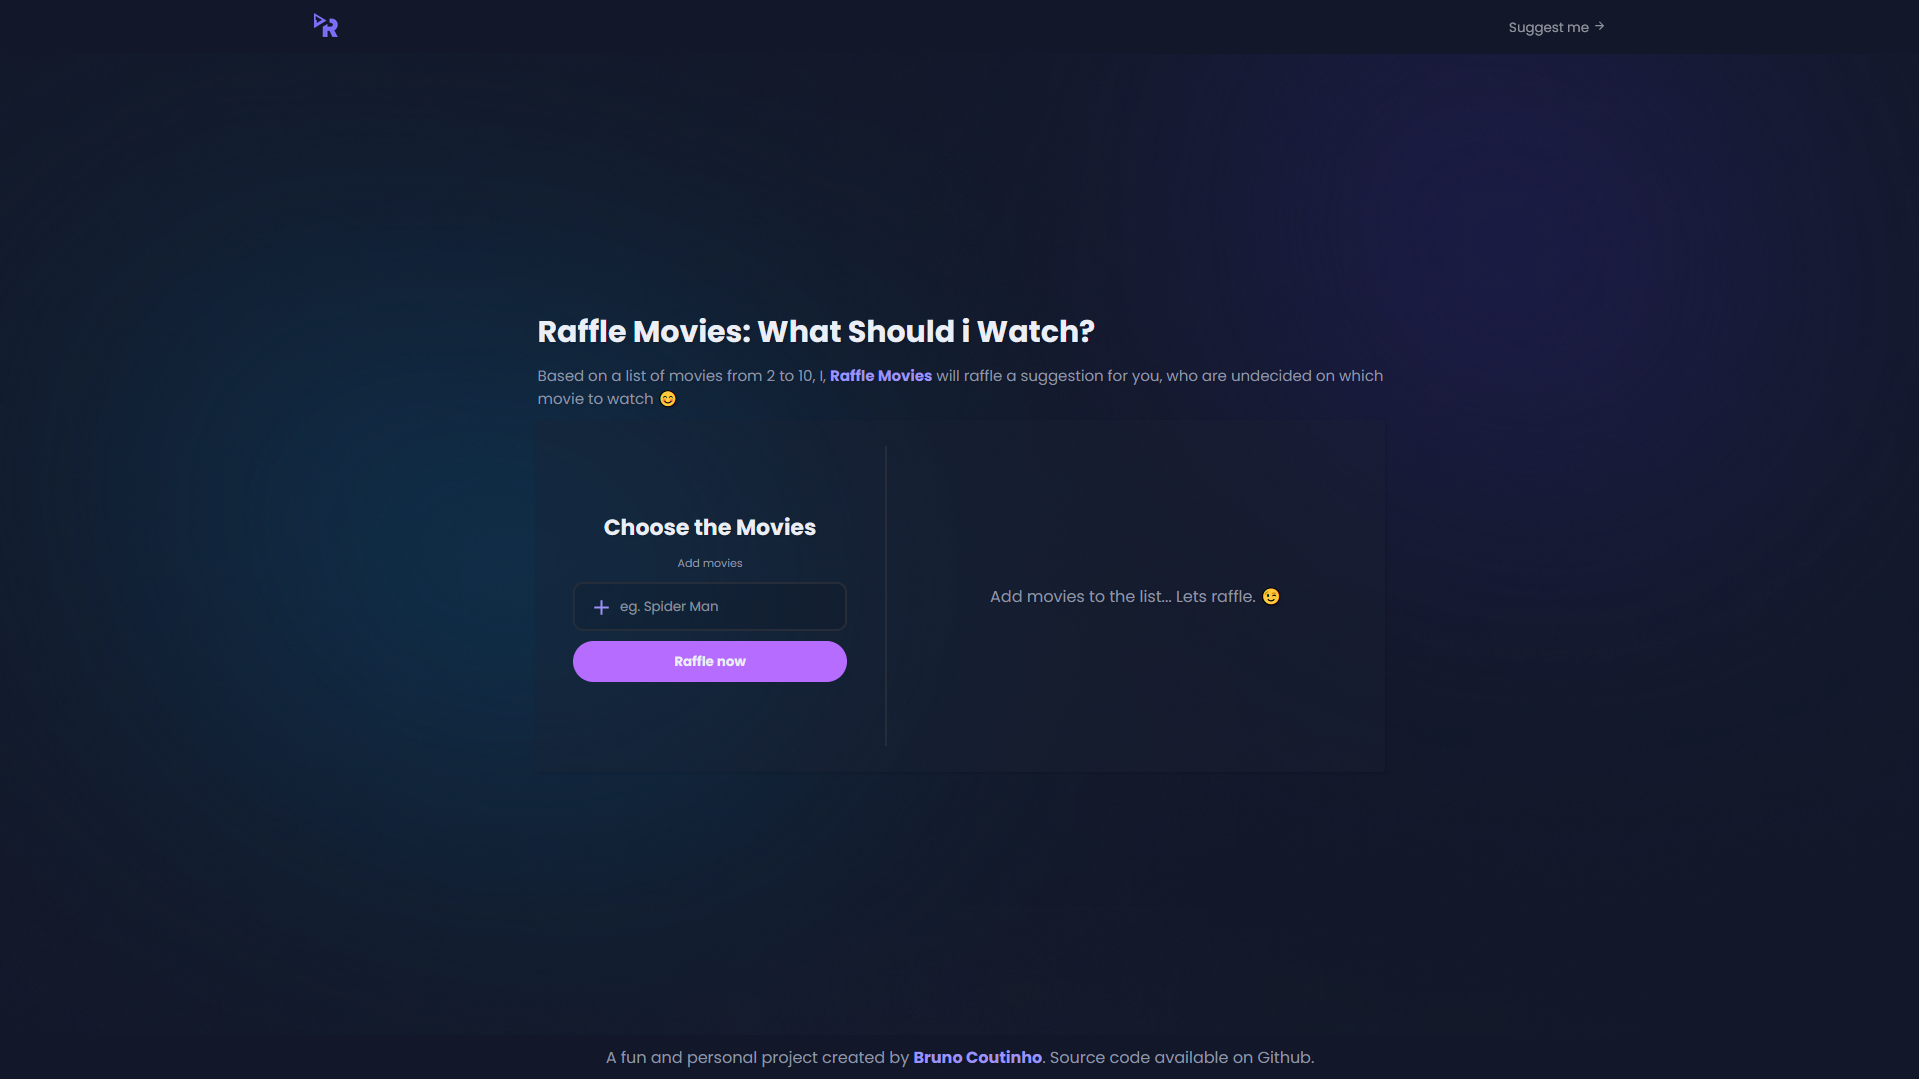 R
Suggest me →
Raffle Movies: What Should i Watch?
Based on a list of movies from 2 to 10, I, Raffle Movies will raffle a suggestion for you, who are undecided on which
movie to watch 😊
Choose the Movies
Add movies
eg. Spider Man
Raffle now
Add movies to the list... Lets raffle. 😉
A fun and personal project created by Bruno Coutinho. Source code available on Github.